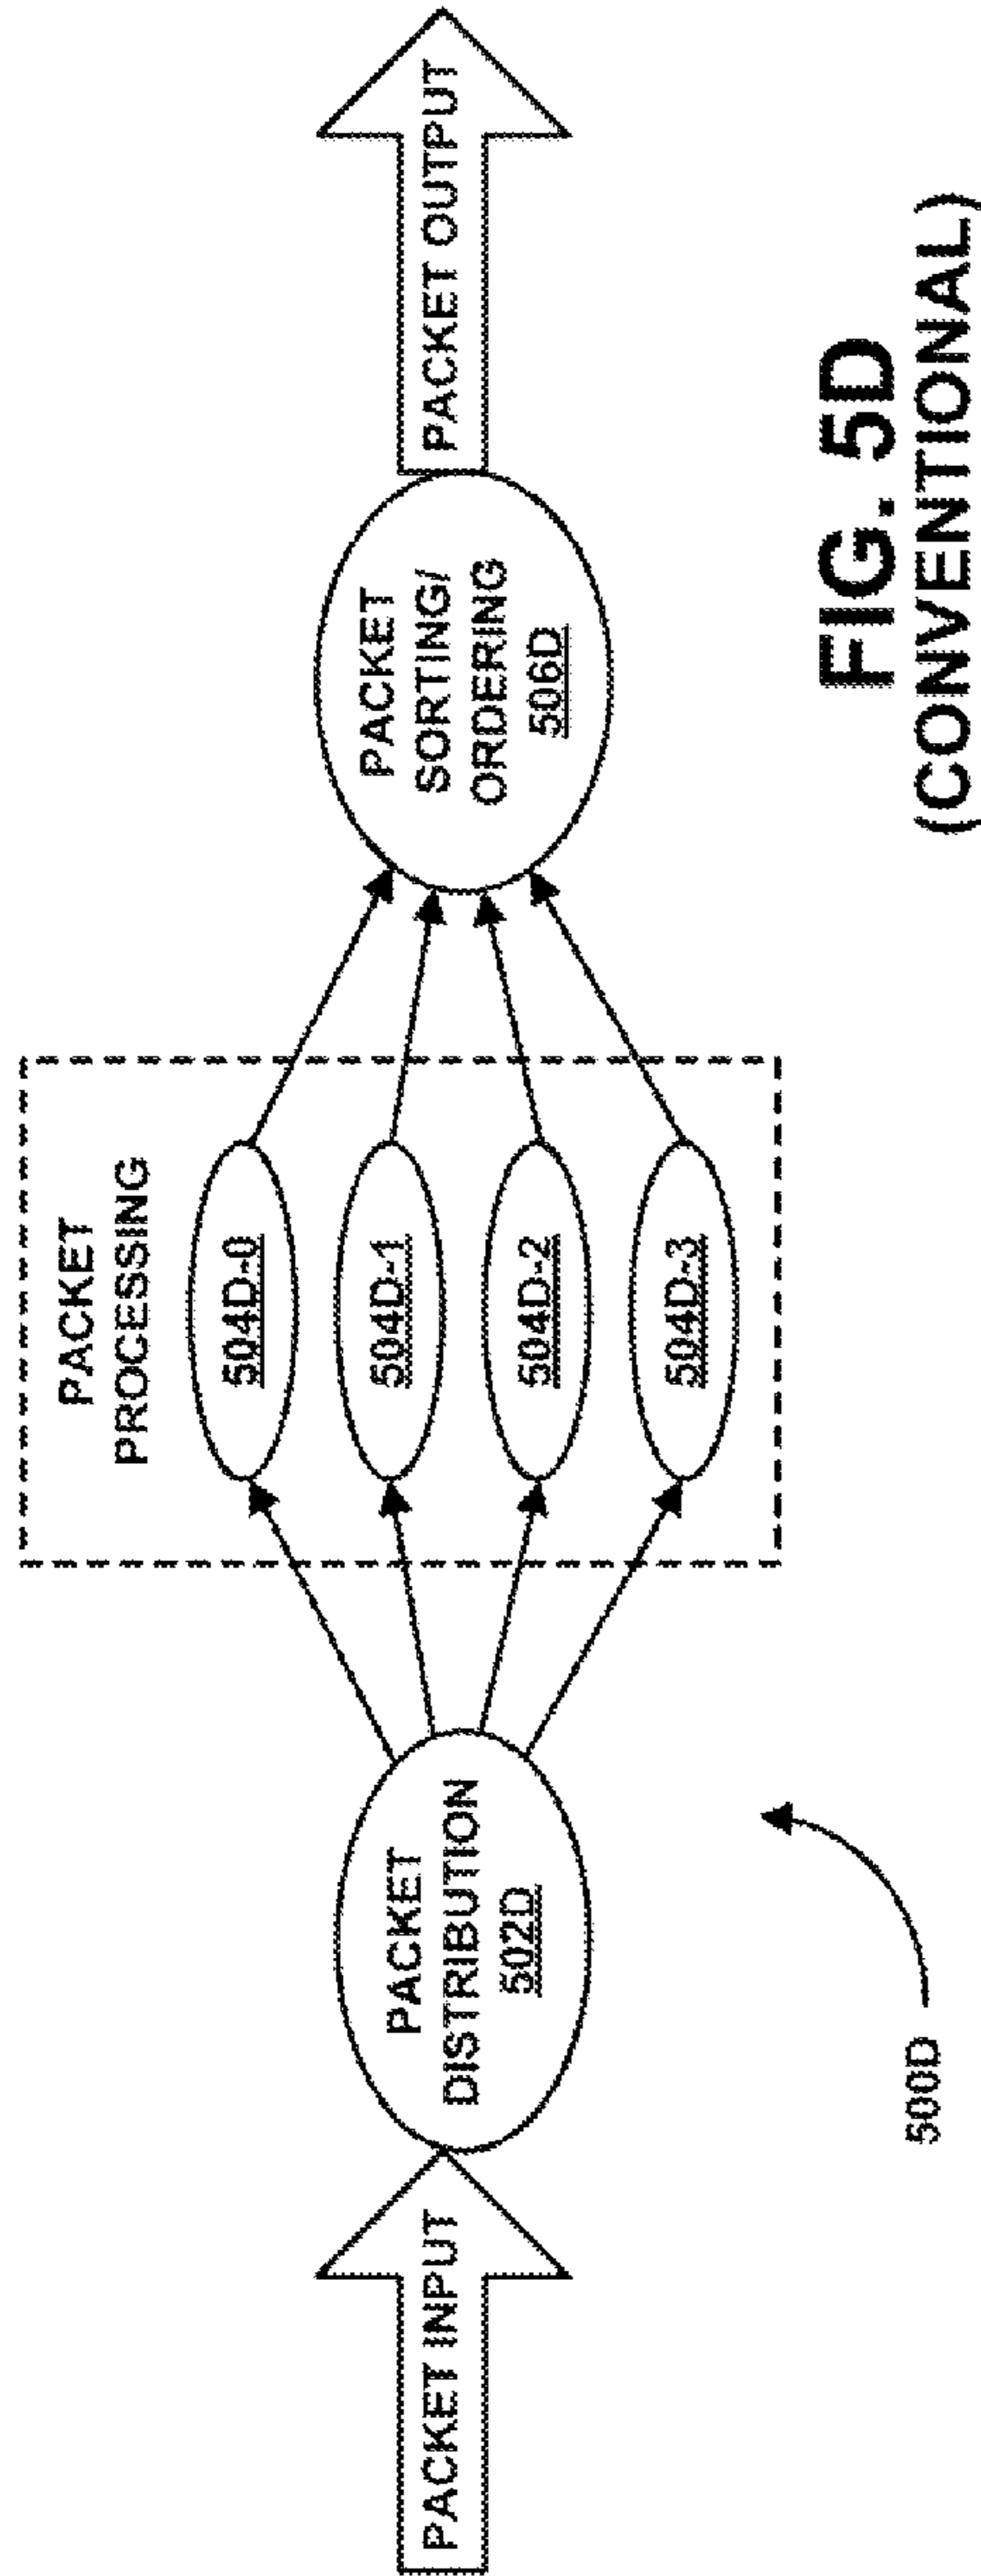 PACKET INPUT
PACKET
DISTRIBUTION
502D
PACKET
PROCESSING
504D-0
504D-1
504D-2
504D-3
PACKET
SORTING/
ORDERING
506D
PACKET OUTPUT
500D
FIG. 5D
(CONVENTIONAL)